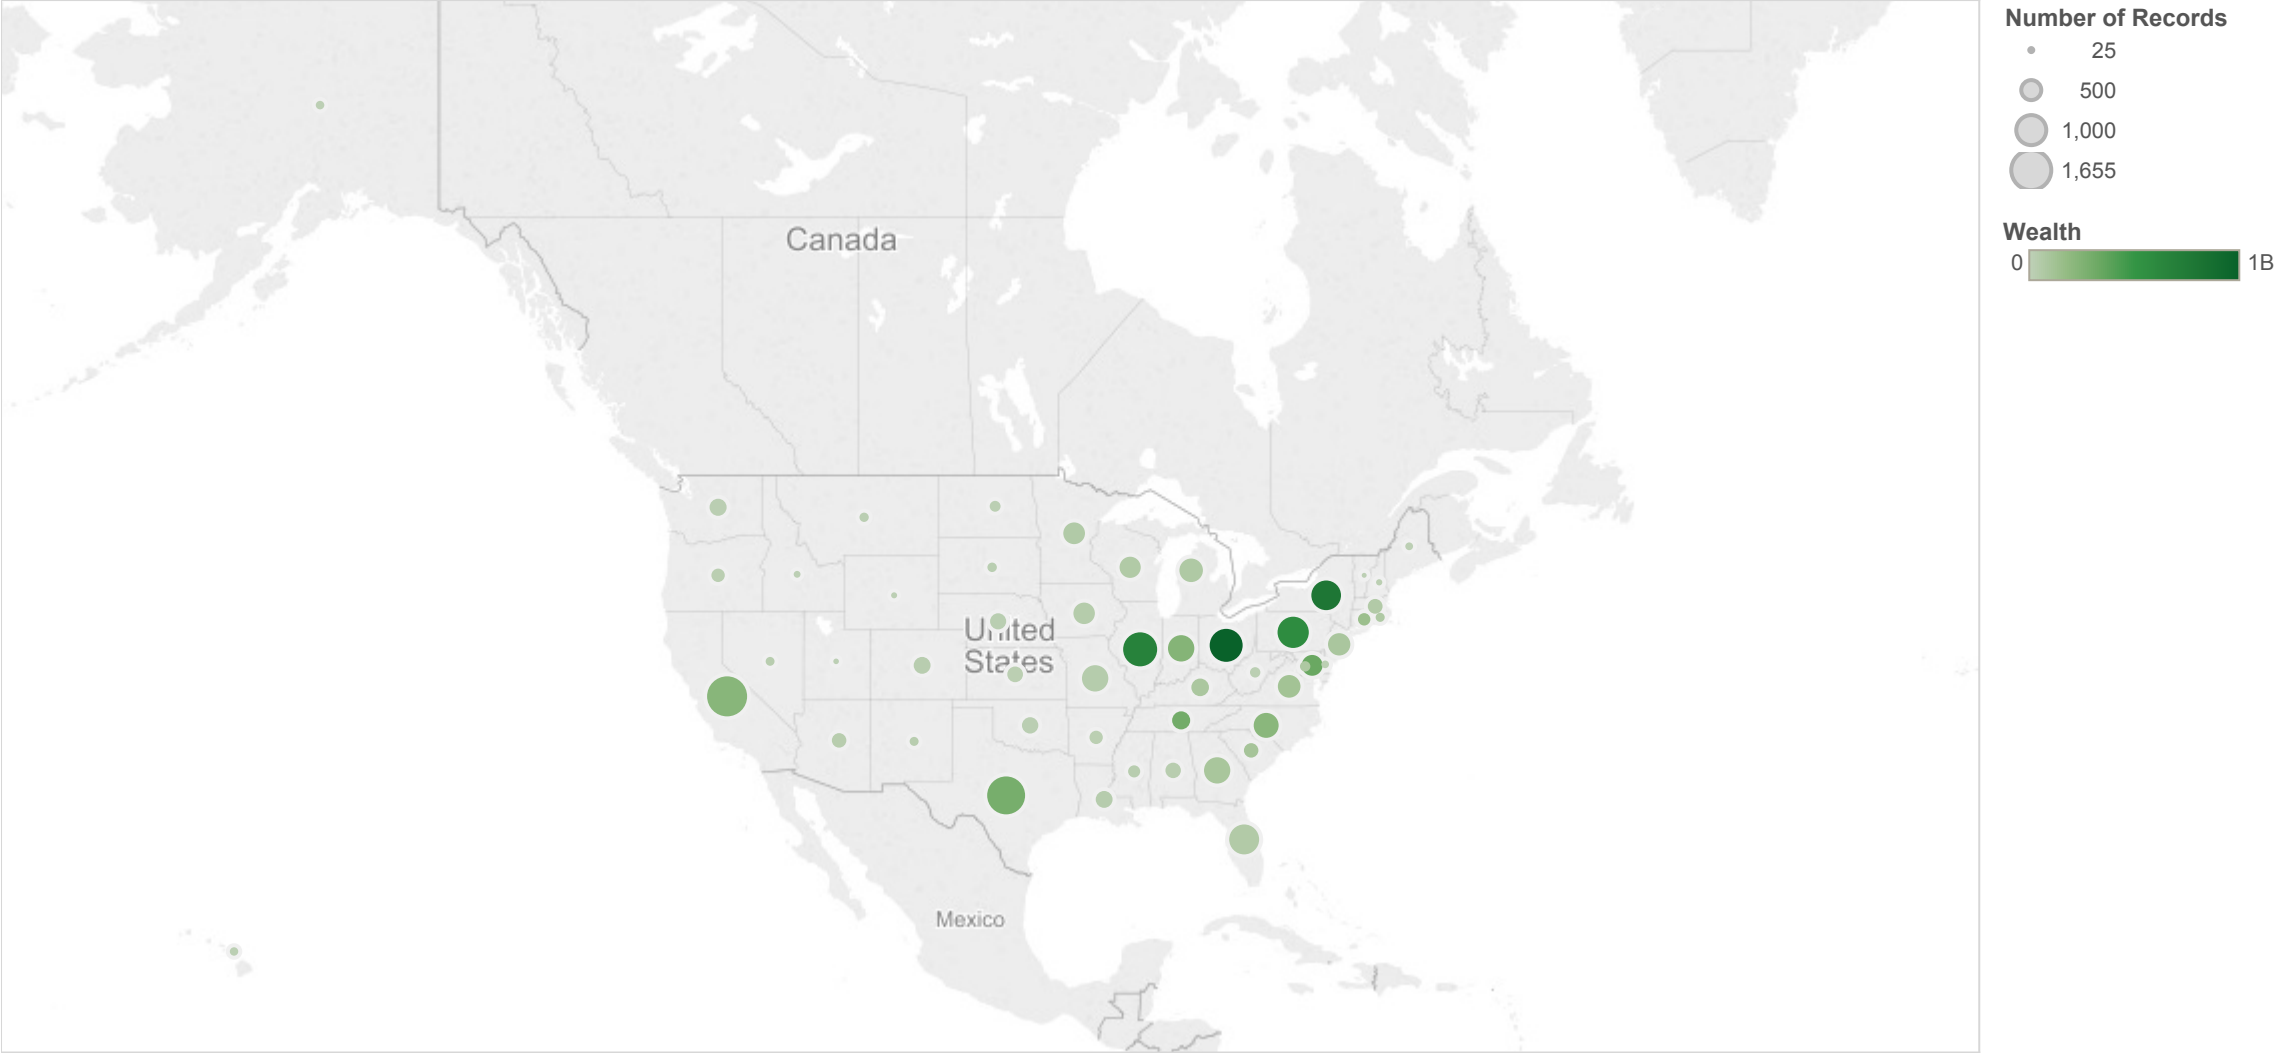 Number of Records
25
500
1,000
1,655
Wealth
0 1B
Canada
United
States
Mexico